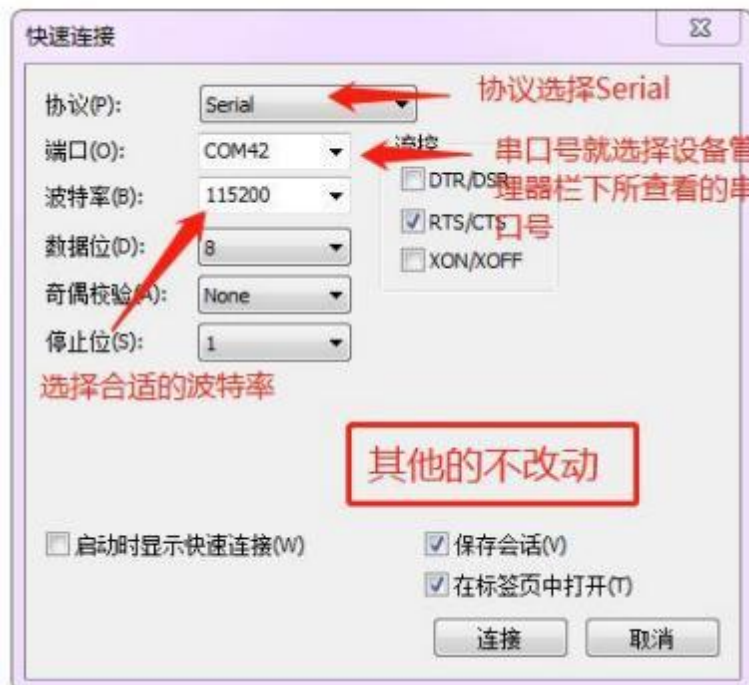 快速连接
协议(P):
Serial
协议选择Serial
端口(O):
COM42
流控
串口号就选择设备管
理器栏下所查看的串
口号
波特率(B):
115200
DTR/DSR
RTS/CTS
数据位(D):
8
XON/XOFF
奇偶校验(A):
None
停止位(S):
1
选择合适的波特率
其他的不改动
启动时显示快速连接(W)
保存会话(V)
在标签页中打开(T)
连接
取消